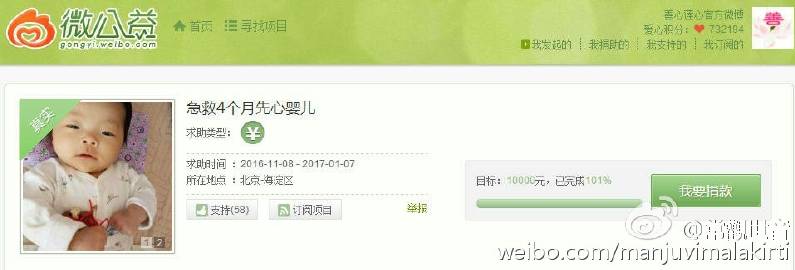 微公益
gongyi.weibo.com
首页 寻找项目
善心莲心官方微博
爱心积分：732184
我发起的 我捐助的 我支持的 我订阅的
善
真实
急救4个月先心婴儿
求助类型： ¥
求助时间：2016-11-08 - 2017-01-07
所在地点：北京-海淀区
支持(58) 订阅项目 举报
1 2
目标：10000元，已完成101%
我要捐款
weibo.com/manjuvimalakirti